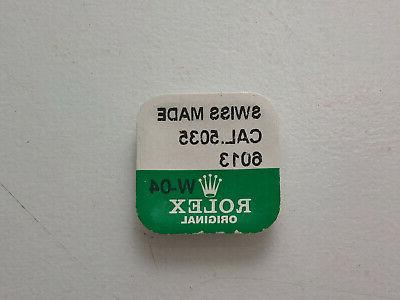 SWISS MADE
CAL.5035
6013
W-04
ROLEX
ORIGINAL